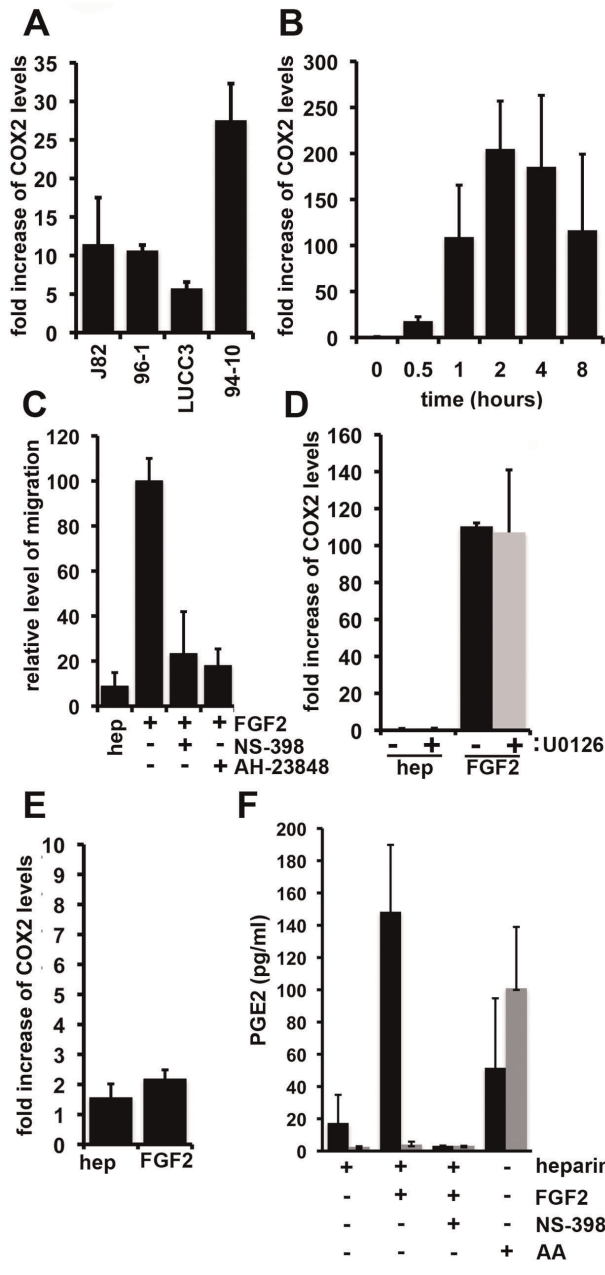 A
fold increase of COX2 levels
35
30
25
20
15
10
5
0
J82
96-1
LUCC3
94-10
B
fold increase of COX2 levels
300
250
200
150
100
50
0
0 0.5 1 2 4 8
time (hours)
C
relative level of migration
120
100
80
60
40
20
0
hep
+ + + FGF2
- + - NS-398
- - + AH-23848
D
fold increase of COX2 levels
160
140
120
100
80
60
40
20
0
- + - + :U0126
hep FGF2
E
fold increase of COX2 levels
10
9
8
7
6
5
4
3
2
1
0
hep FGF2
F
PGE2 (pg/ml)
200
180
160
140
120
100
80
60
40
20
0
+ + + - heparin
- + + - FGF2
- - + - NS-398
- - - + AA